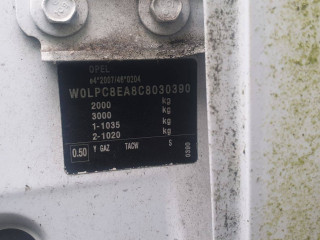 OPEL
e4*2007/46*0204
W0LPC8EA8C8030390
2000 kg
3000 kg
1-1035 kg
2-1020 kg
0.50 Y GAZ TACW 5
0300